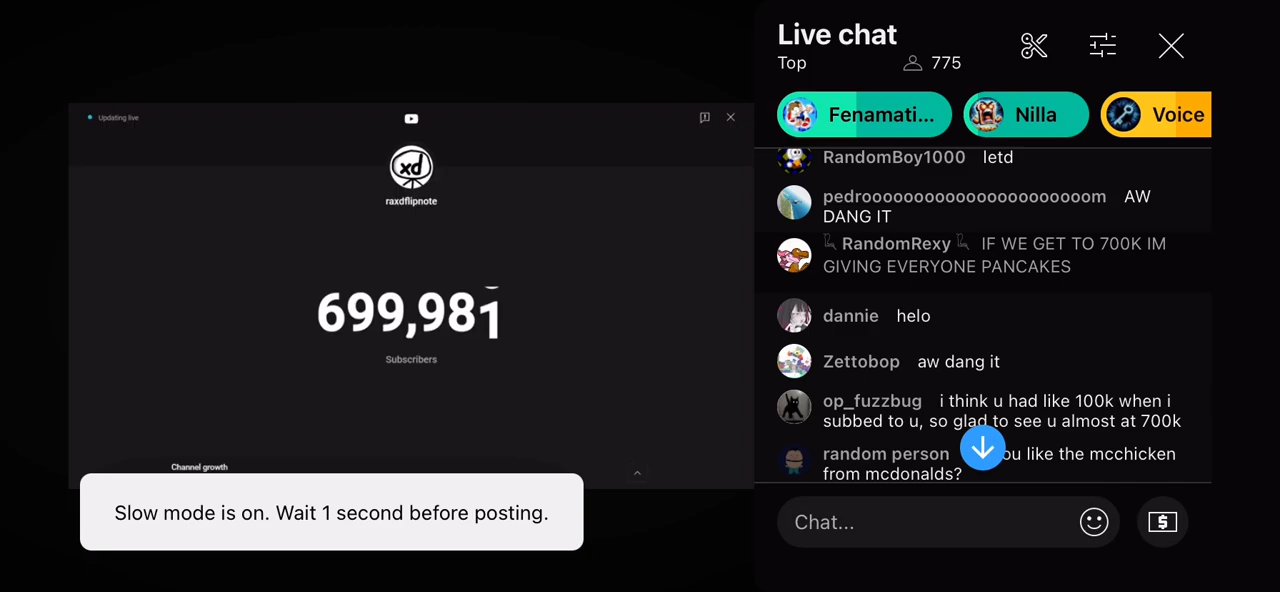 Updating live
xd
raxdflipnote
699,981
Subscribers
Channel growth
Slow mode is on. Wait 1 second before posting.
Live chat
Top 775
Fenamati... Nilla Voice
RandomBoy1000 letd
pedroooooooooooooooooooooom AW
DANG IT
RandomRexy IF WE GET TO 700K IM
GIVING EVERYONE PANCAKES
dannie helo
Zettobop aw dang it
op_fuzzbug i think u had like 100k when i
subbed to u, so glad to see u almost at 700k
random person ou like the mcchicken
from mcdonalds?
Chat...
$